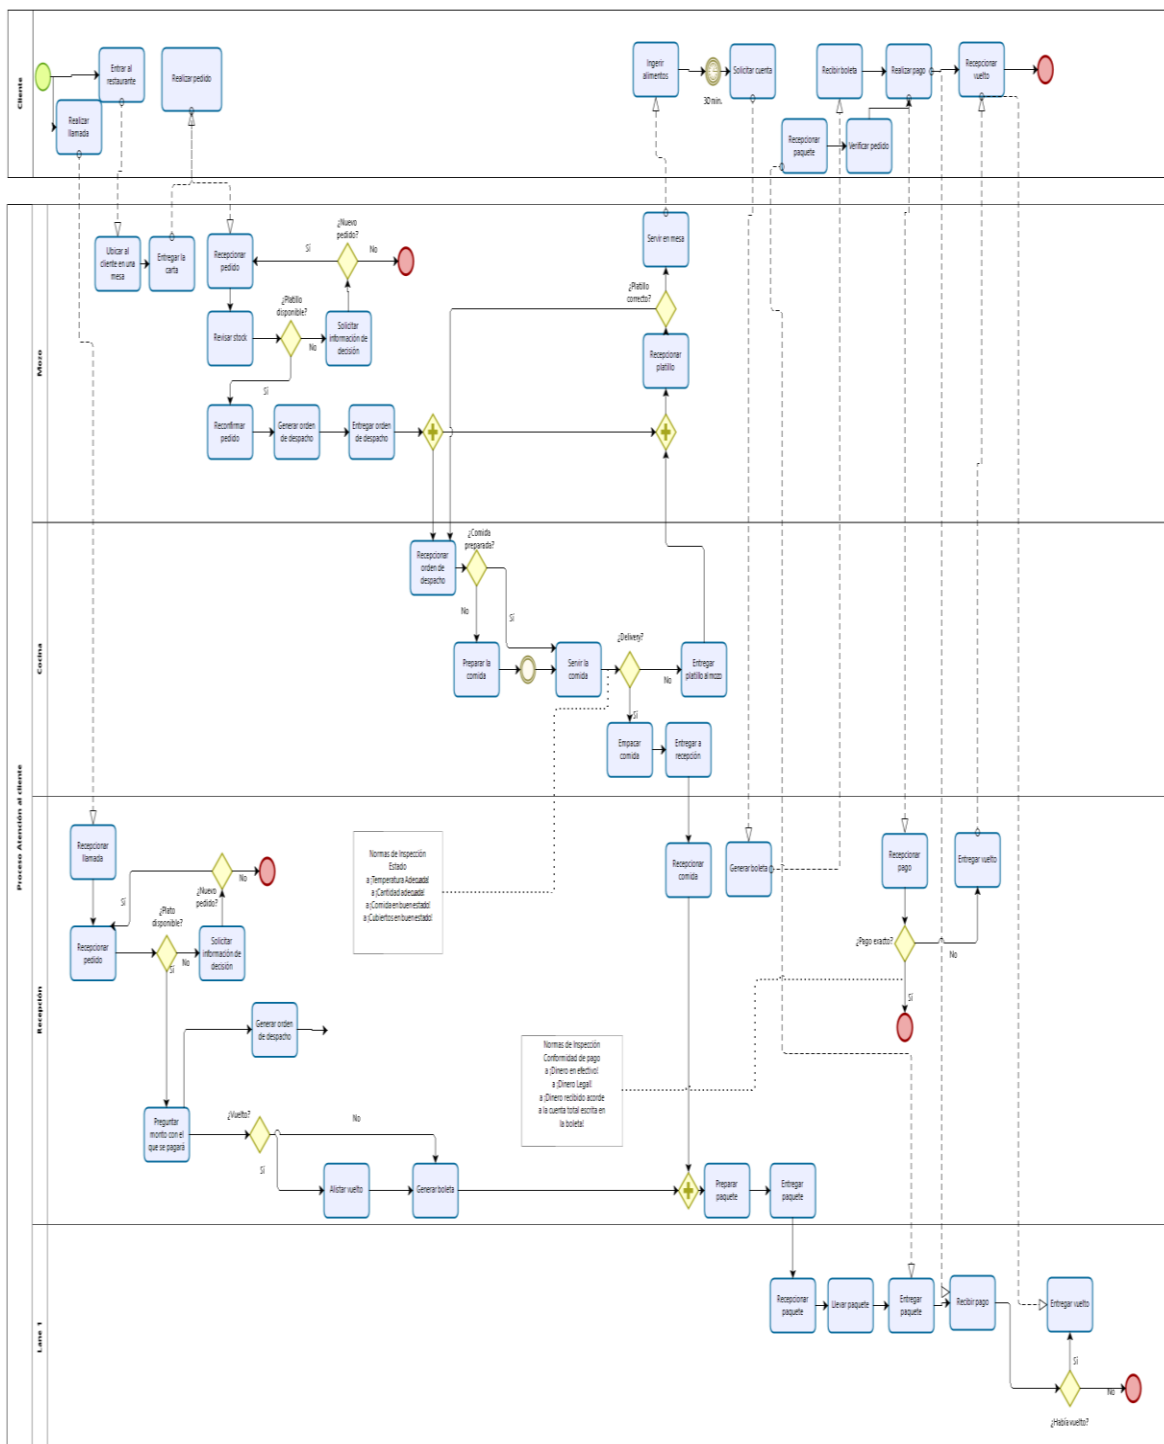 Cliente
Entrar al
restaurante
Realizar
llamada
Realizar pedido
Ingerir
alimentos
30 min.
Solicitar cuenta
Recibir boleta
Realizar pago
Recepcionar
vuelto
Recepcionar
paquete
Verificar pedido
Proceso Atención al cliente
Mozo
Ubicar al
cliente en una
mesa
Entregar la
carta
Recepcionar
pedido
¿Nuevo
pedido?
Sí
No
Revisar stock
¿Platillo
disponible?
No
Solicitar
información de
decisión
Sí
Reconfirmar
pedido
Generar orden
de despacho
Entregar orden
de despacho
Servir en mesa
¿Platillo
correcto?
Recepcionar
platillo
Cocina
Recepcionar
orden de
despacho
¿Comida
preparada?
No
Sí
Preparar la
comida
Servir la
comida
¿Delivery?
No
Entregar
platillo al mozo
Sí
Empacar
comida
Entregar a
recepción
Recepción
Recepcionar
llamada
Recepcionar
pedido
Sí
¿Plato
disponible?
No
Sí
Solicitar
información de
decisión
¿Nuevo
pedido?
No
Normas de Inspección
Estado
a ¡Temperatura Adecuada!
a ¡Cantidad adecuada!
a ¡Comida en buen estado!
a ¡Cubiertos en buen estado!
Recepcionar
comida
Generar boleta
Recepcionar
pago
Entregar vuelto
¿Pago exacto?
No
Sí
Generar orden
de despacho
Normas de Inspección
Conformidad de pago
a ¡Dinero en efectivo!
a ¡Dinero Legal!
a ¡Dinero recibido acorde
a la cuenta total escrita en
la boleta!
Preguntar
monto con el
que se pagará
¿Vuelto?
No
Sí
Alistar vuelto
Generar boleta
Preparar
paquete
Entregar
paquete
Lane 1
Recepcionar
paquete
Llevar paquete
Entregar
paquete
Recibir pago
Entregar vuelto
Sí
No
¿Había vuelto?